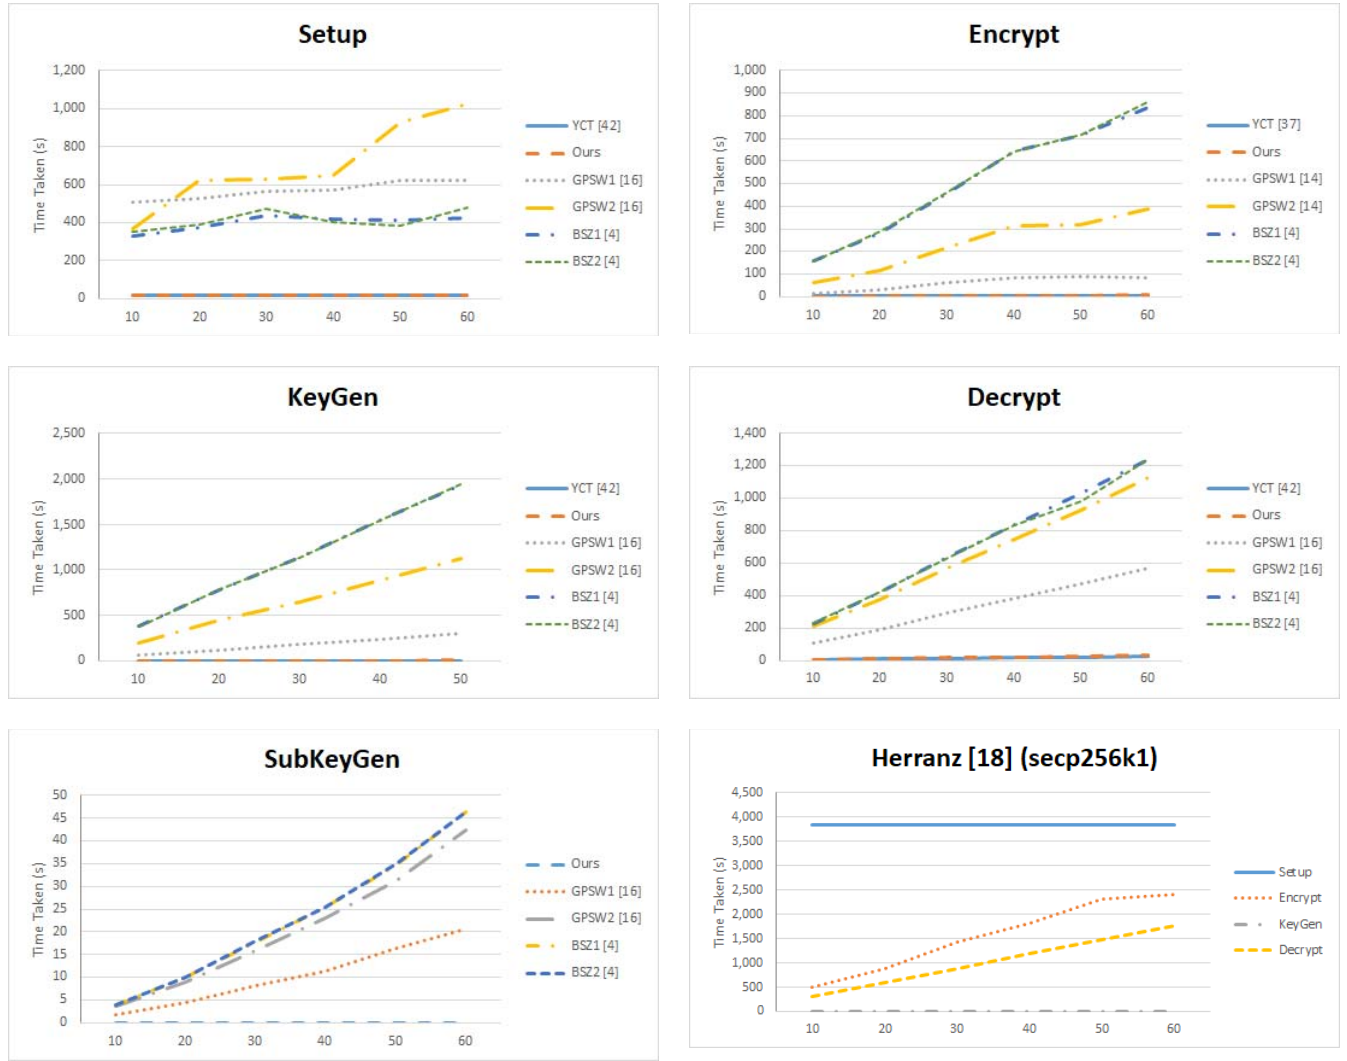 Setup
1,200
1,000
800
600
400
200
0
Time Taken (s)
10 20 30 40 50 60
YCT [42]
Ours
GPSW1 [16]
GPSW2 [16]
BSZ1 [4]
BSZ2 [4]
Encrypt
1,000
900
800
700
600
500
400
300
200
100
0
Time Taken (s)
10 20 30 40 50 60
YCT [37]
Ours
GPSW1 [14]
GPSW2 [14]
BSZ1 [4]
BSZ2 [4]
KeyGen
2,500
2,000
1,500
1,000
500
0
Time Taken (s)
10 20 30 40 50
YCT [42]
Ours
GPSW1 [16]
GPSW2 [16]
BSZ1 [4]
BSZ2 [4]
Decrypt
1,400
1,200
1,000
800
600
400
200
0
Time Taken (s)
10 20 30 40 50 60
YCT [42]
Ours
GPSW1 [16]
GPSW2 [16]
BSZ1 [4]
BSZ2 [4]
SubKeyGen
50
45
40
35
30
25
20
15
10
5
0
Time Taken (s)
10 20 30 40 50 60
Ours
GPSW1 [16]
GPSW2 [16]
BSZ1 [4]
BSZ2 [4]
Herranz [18] (secp256k1)
4,500
4,000
3,500
3,000
2,500
2,000
1,500
1,000
500
0
Time Taken (s)
10 20 30 40 50 60
Setup
Encrypt
KeyGen
Decrypt